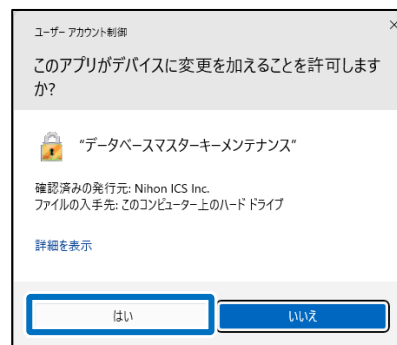 ユーザー アカウント制御
×
このアプリがデバイスに変更を加えることを許可します
か?
"データベースマスターキーメンテナンス"
確認済みの発行元: Nihon ICS Inc.
ファイルの入手先: このコンピューター上のハード ドライブ
詳細を表示
はい
いいえ